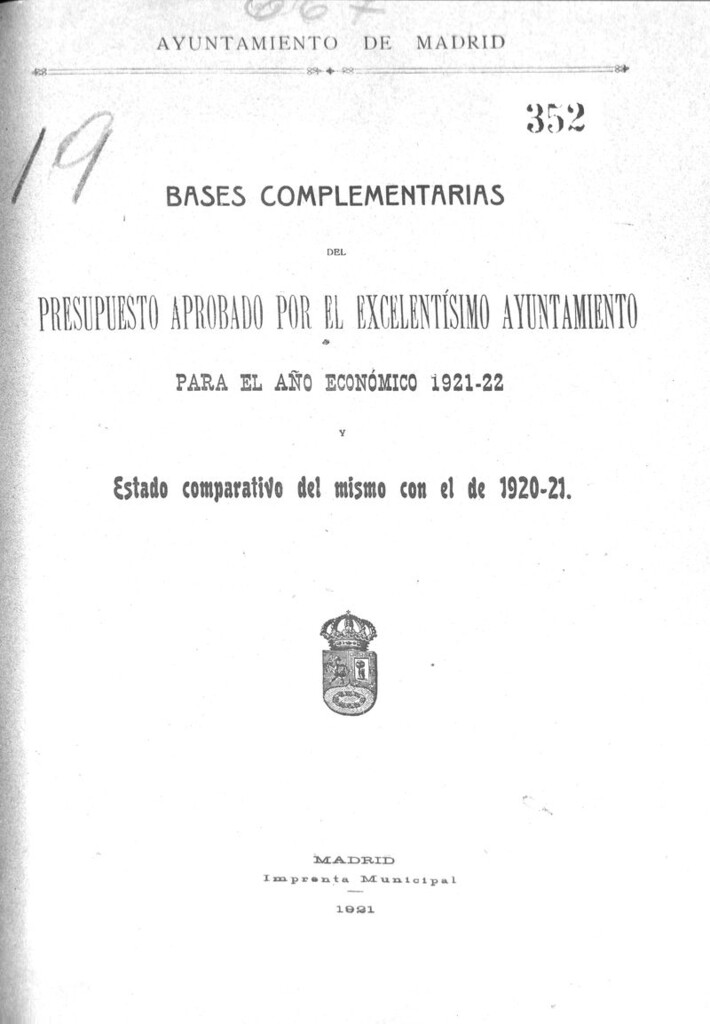 667
AYUNTAMIENTO DE MADRID
352
19
BASES COMPLEMENTARIAS
DEL
PRESUPUESTO APROBADO POR EL EXCELENTÍSIMO AYUNTAMIENTO
PARA EL AÑO ECONÓMICO 1921-22
Y
Estado comparativo del mismo con el de 1920-21.
MADRID
Imprenta Municipal
1921